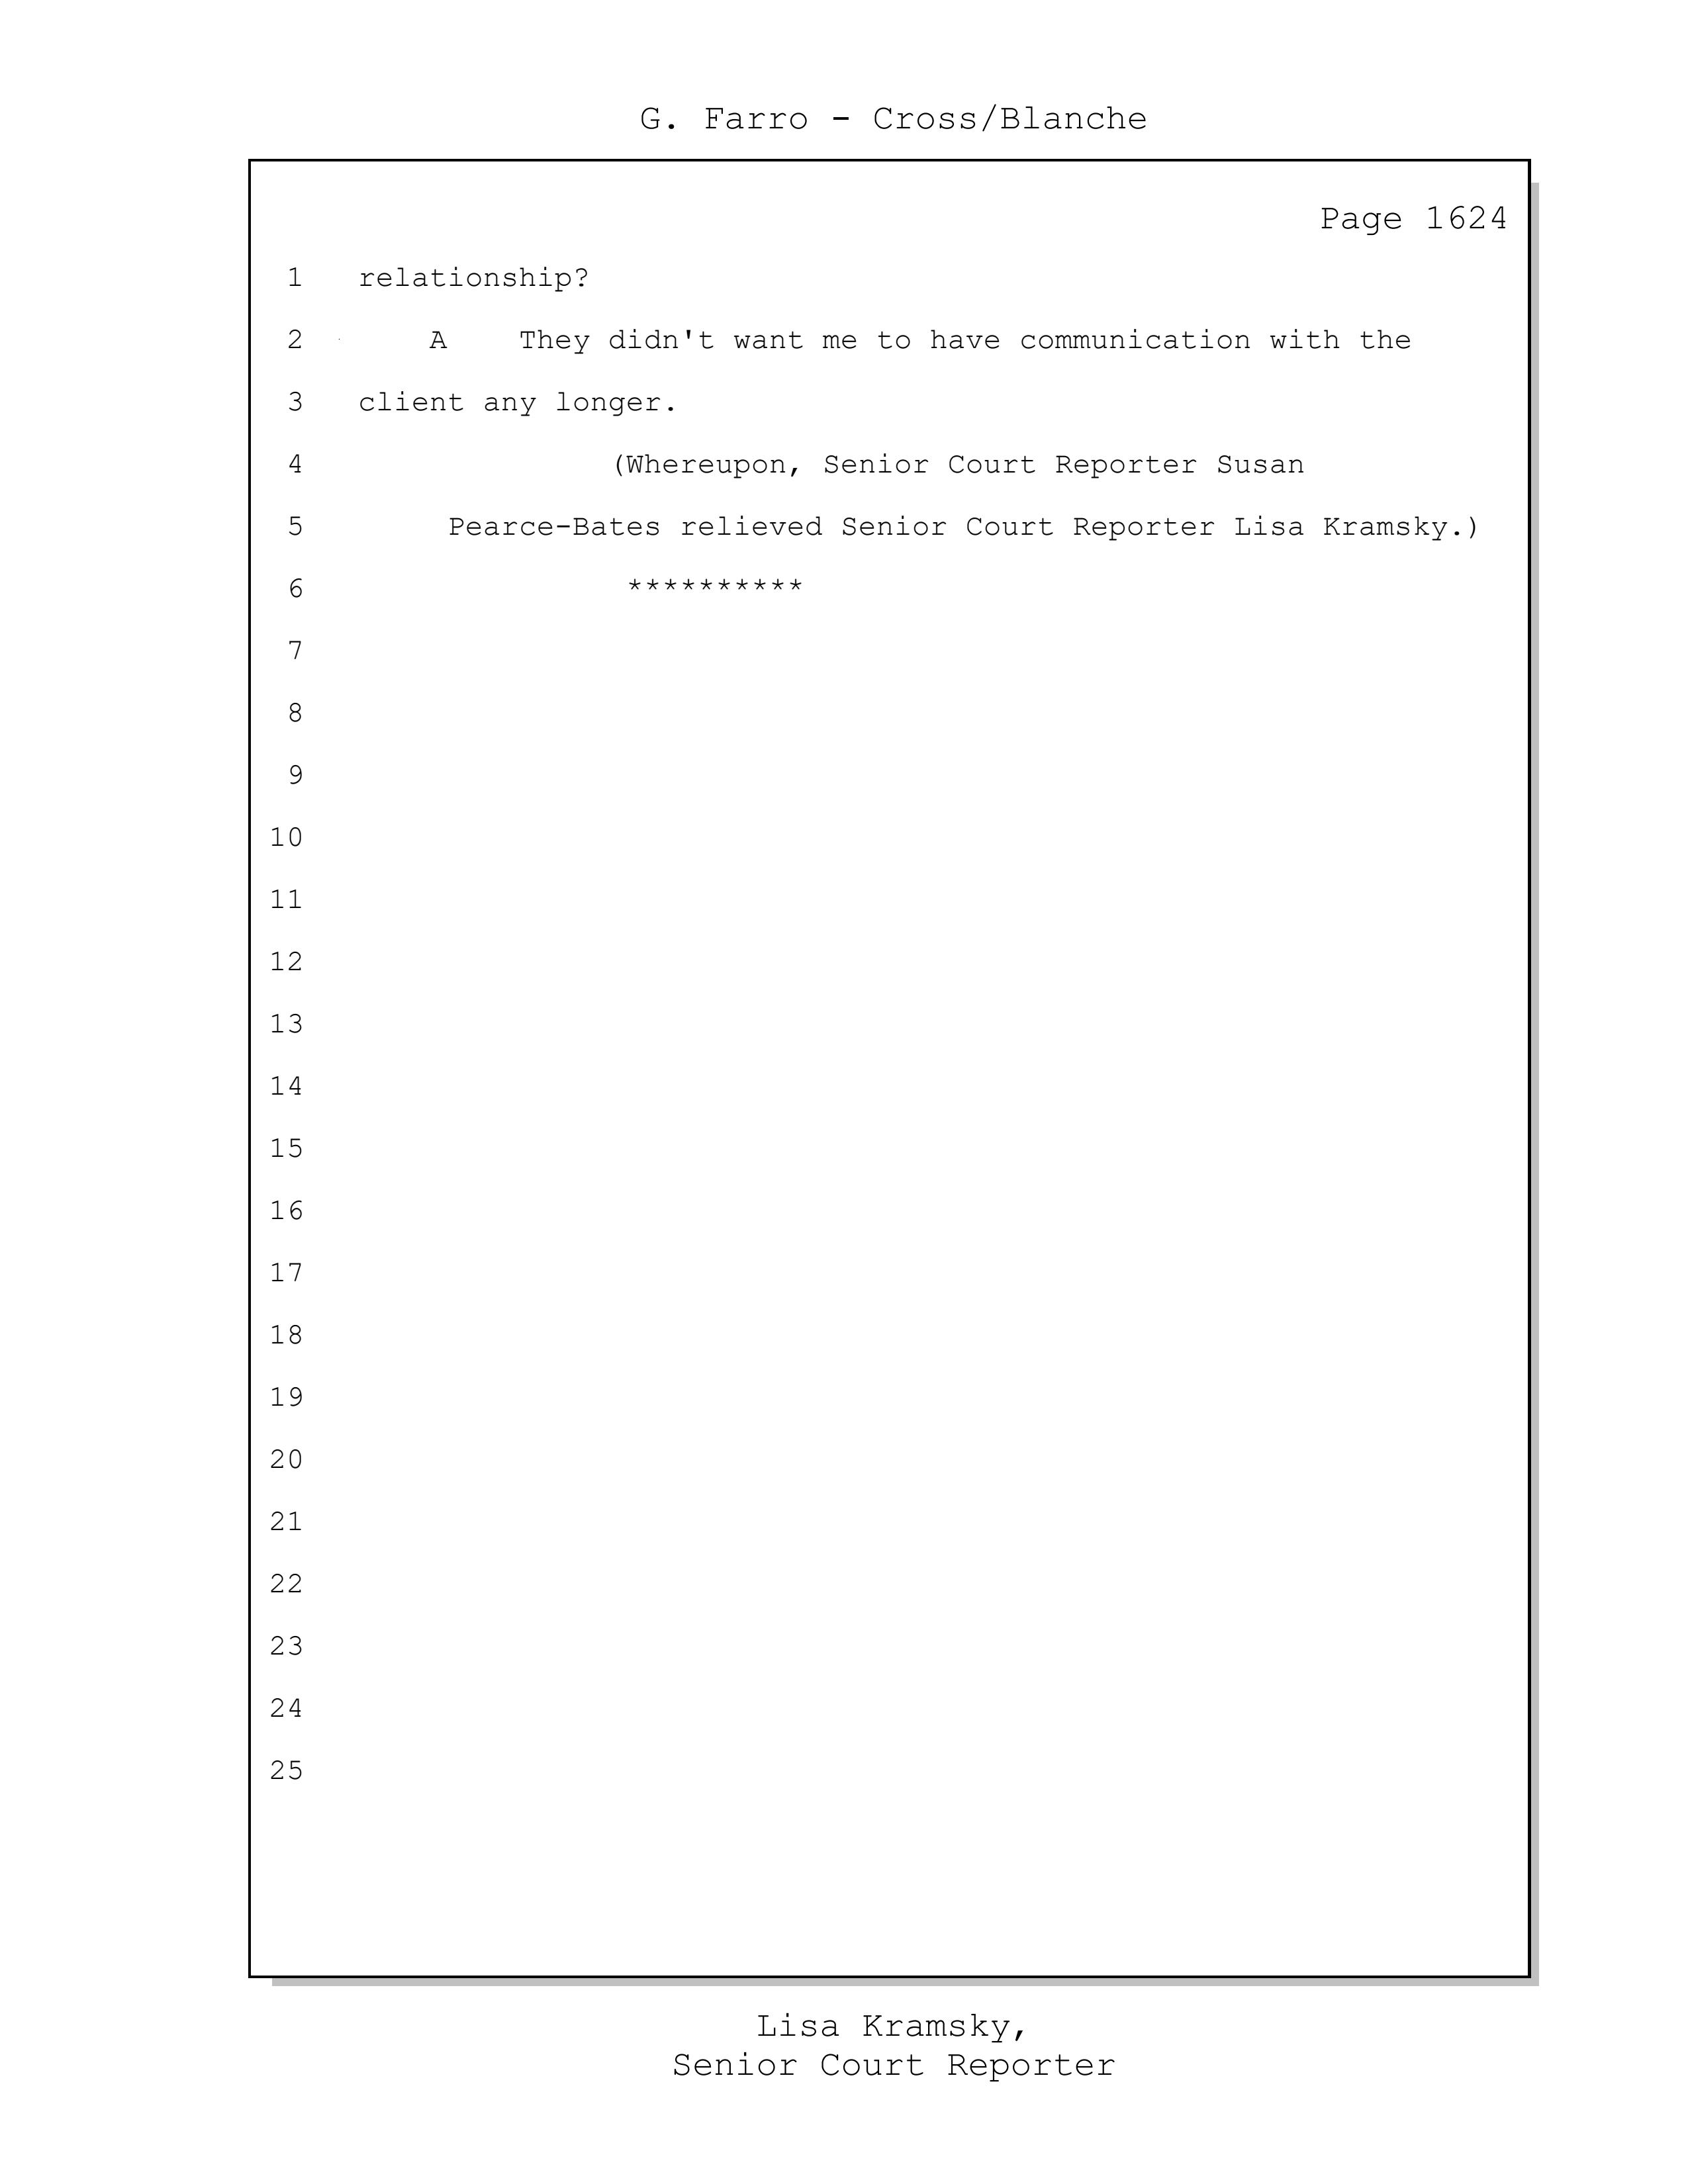 G. Farro - Cross/Blanche
Page 1624
1 relationship?
2 A They didn't want me to have communication with the
3 client any longer.
4 (Whereupon, Senior Court Reporter Susan
5 Pearce-Bates relieved Senior Court Reporter Lisa Kramsky.)
6 **********
7
8
9
10
11
12
13
14
15
16
17
18
19
20
21
22
23
24
25
Lisa Kramsky,
Senior Court Reporter